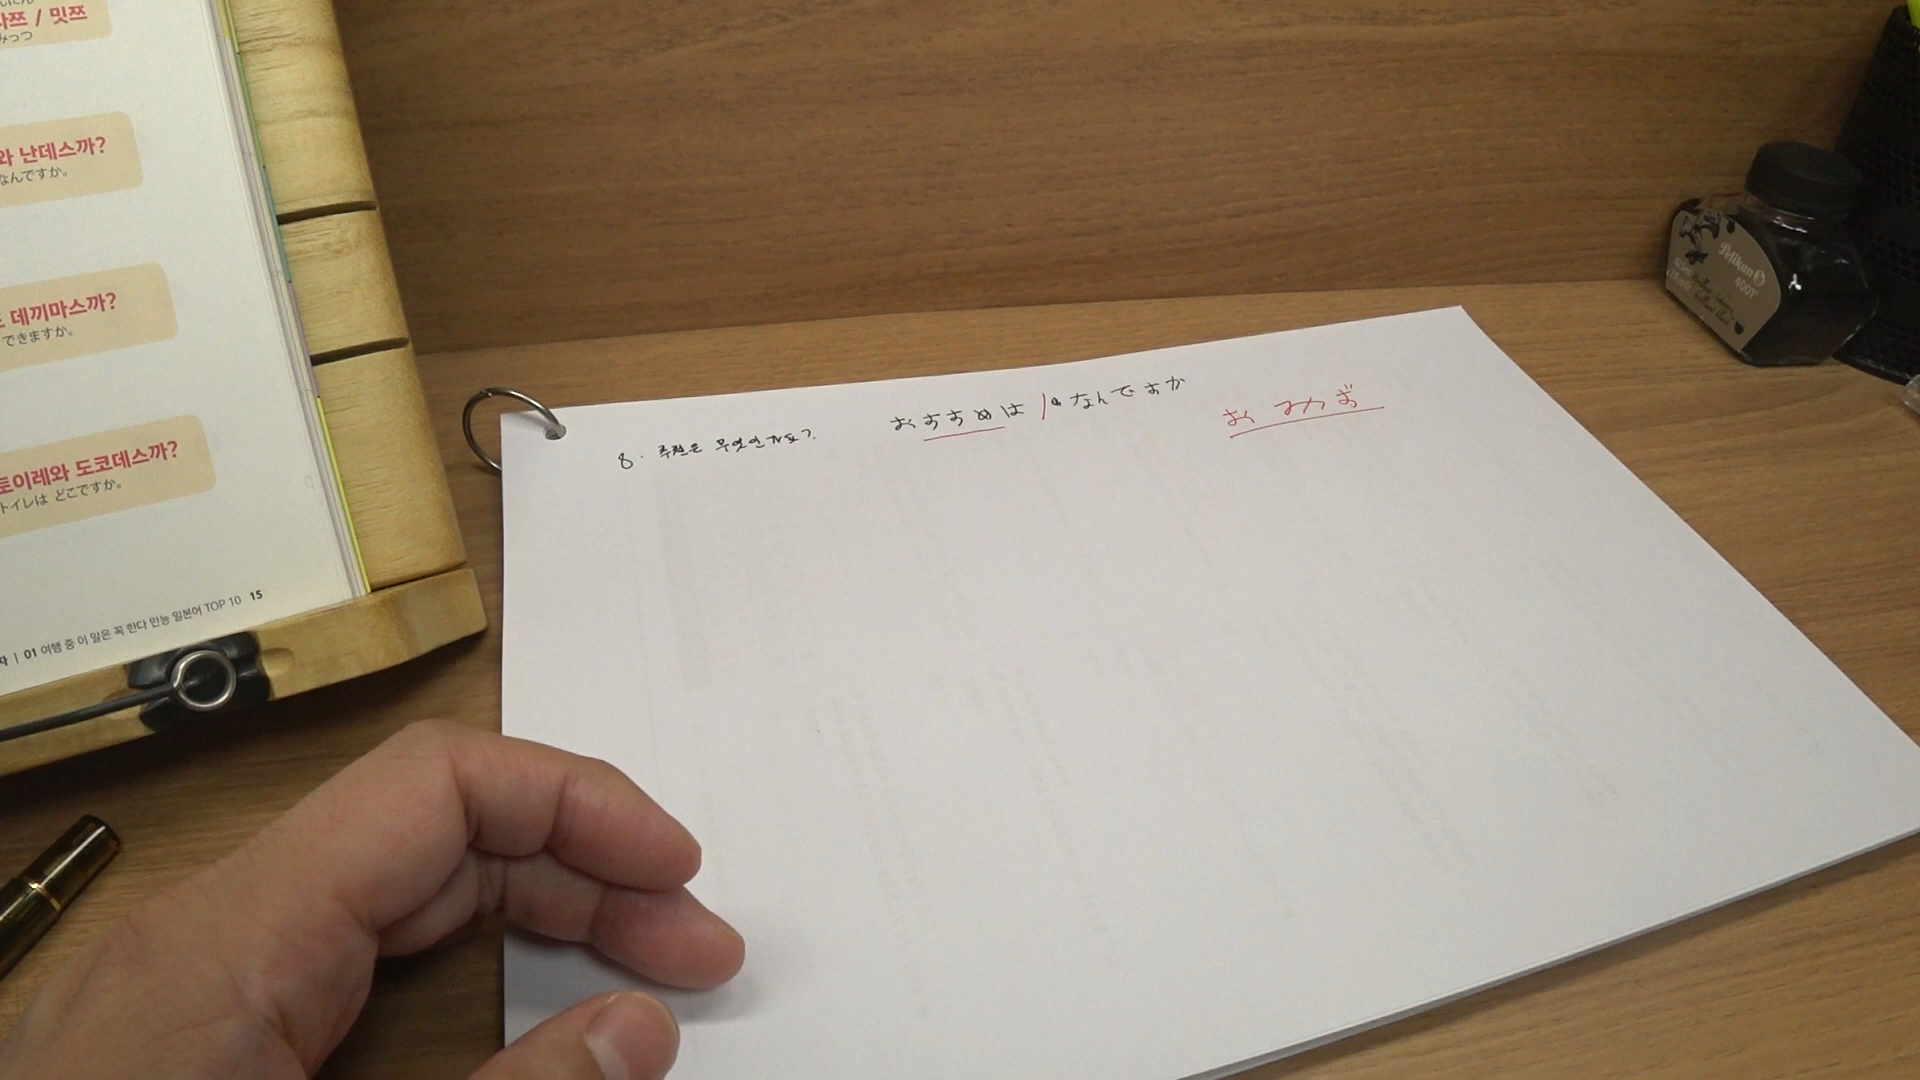 쯔 / 밋쯔
みっつ
와 난데스까?
なんですか。
데끼마스까?
できますか。
토이레와 도코데스까?
トイレは どこですか。
01 여행 중 이 말은 꼭 한다 만능 일본어 TOP 10 15
8. 추천은 무엇인가요?
おすすめは なんですか
おみず
Pelikan
4001